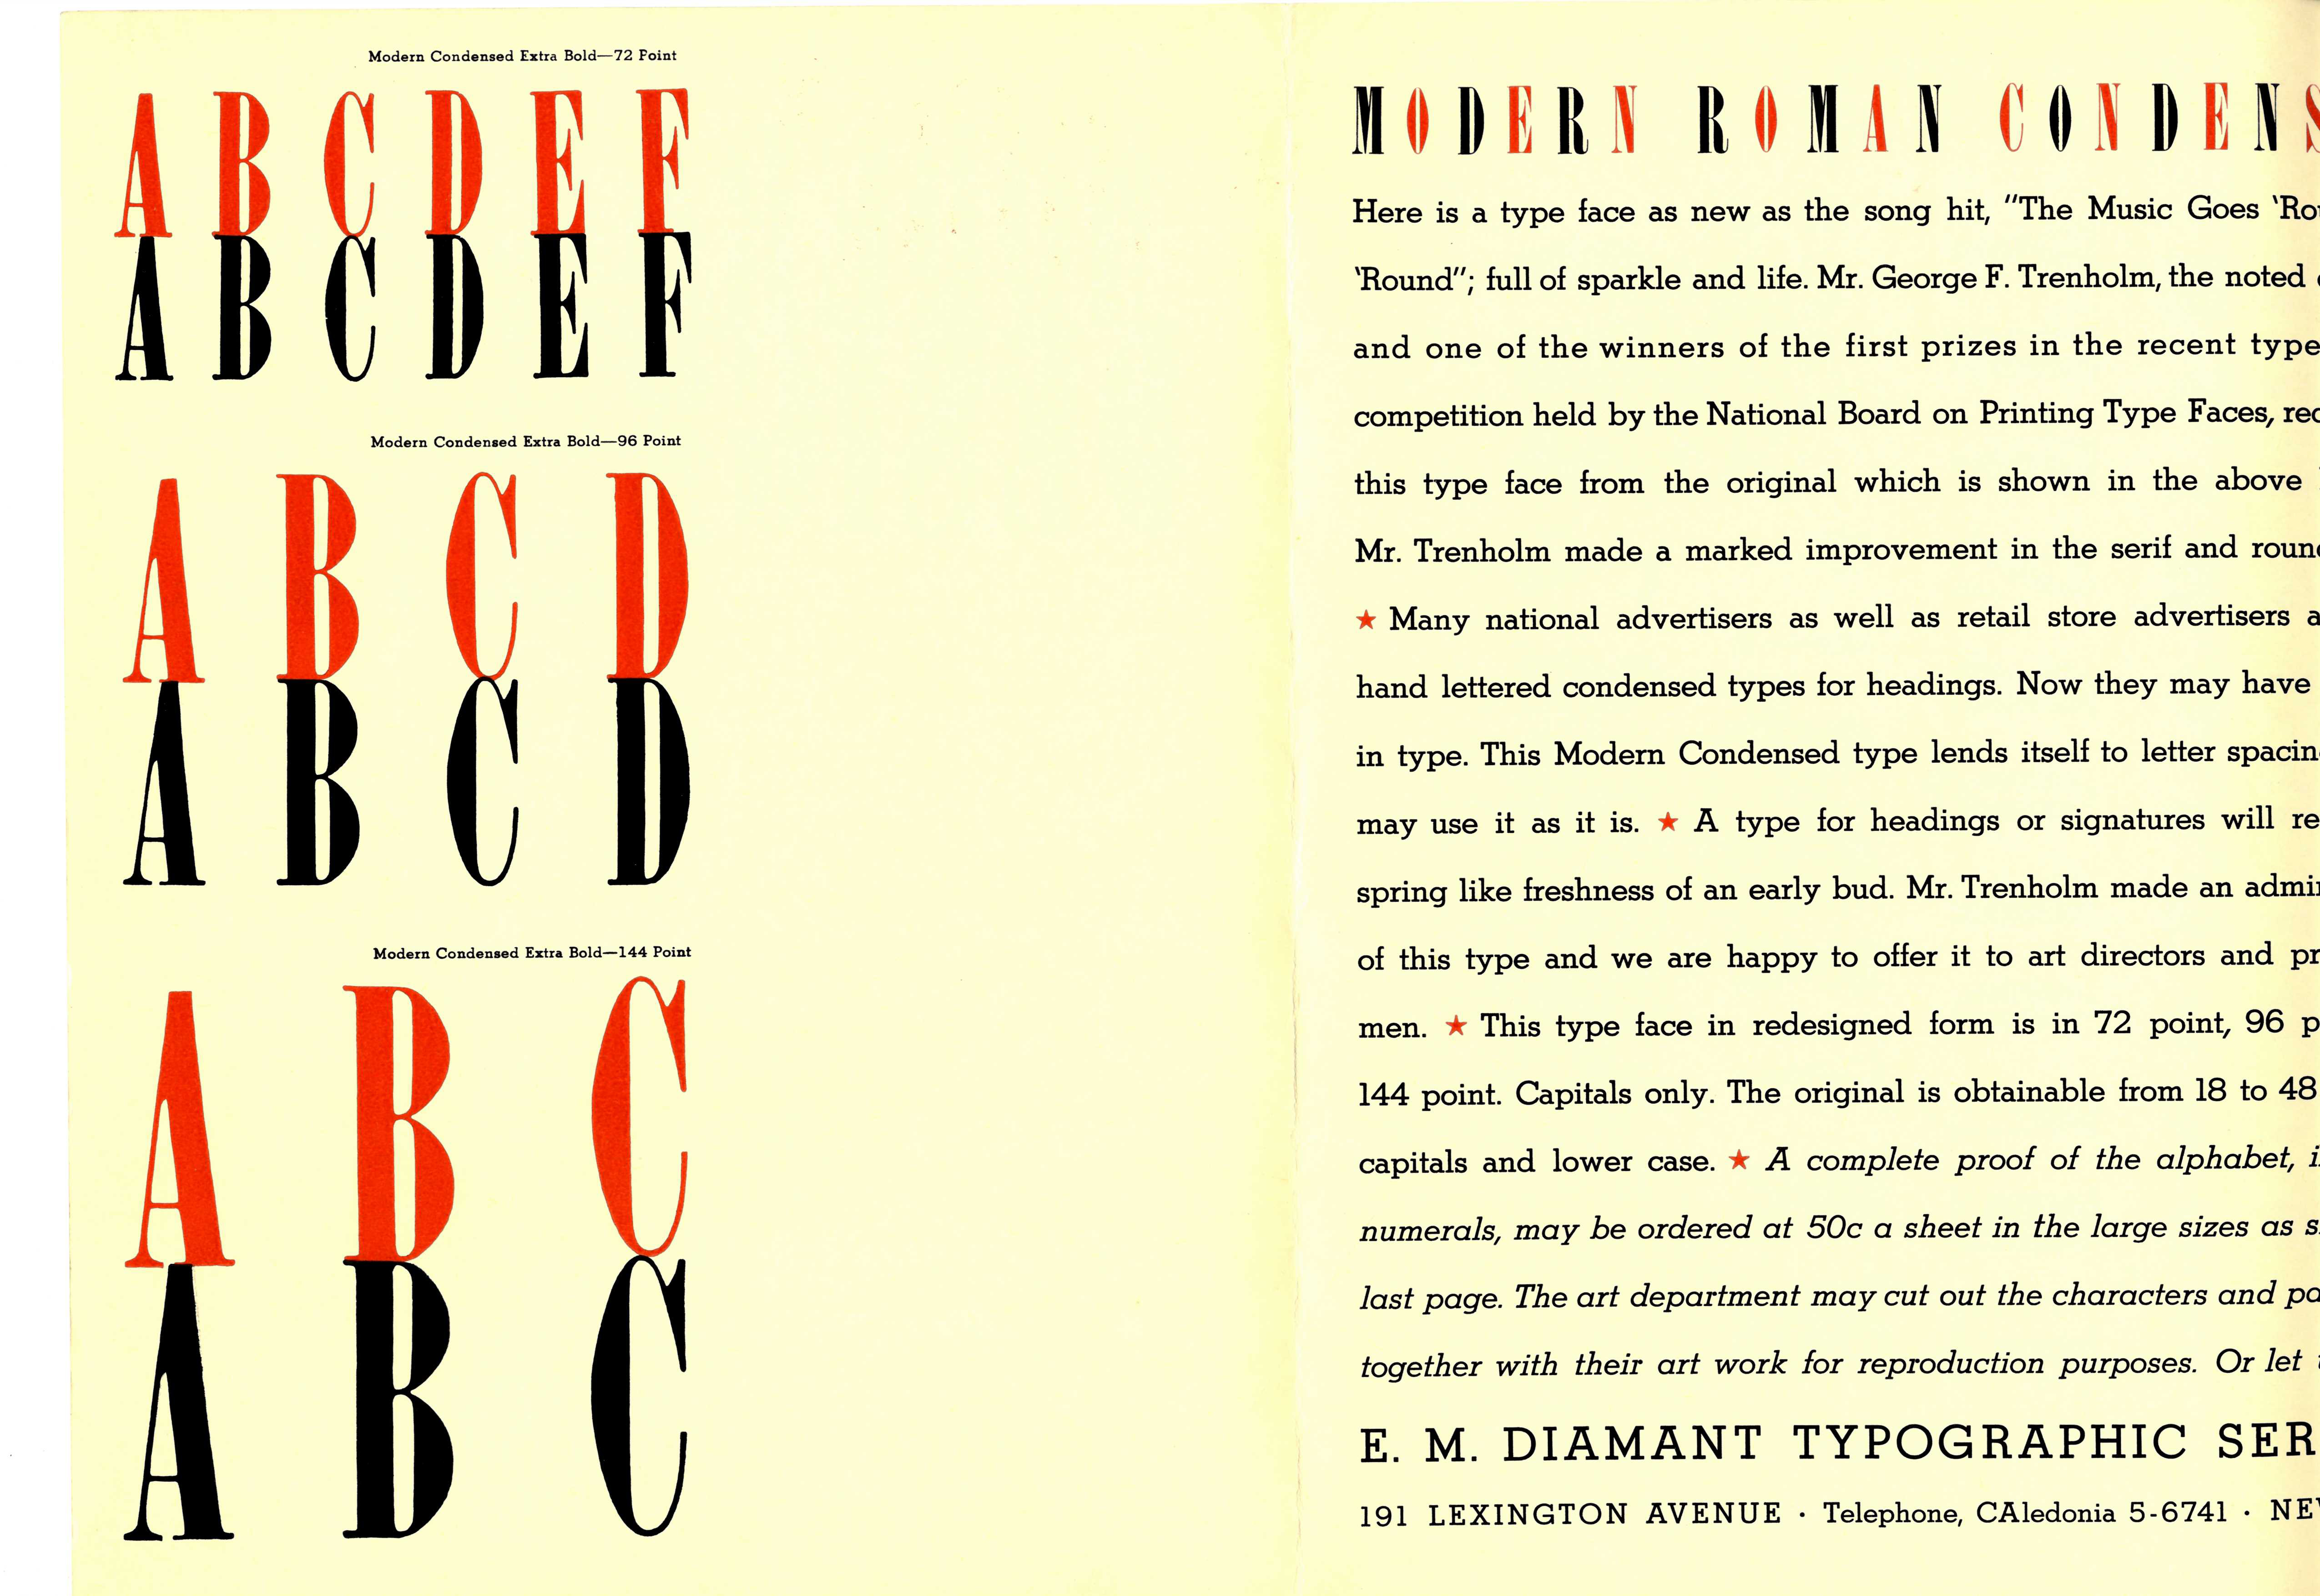 Modern Condensed Extra Bold—72 Point
A B C D E F
A B C D E F
Modern Condensed Extra Bold—96 Point
A B C D
A B C D
Modern Condensed Extra Bold—144 Point
A B C
A B C
MODERN ROMAN CONDENS
Here is a type face as new as the song hit, "The Music Goes 'Ro
'Round"; full of sparkle and life. Mr. George F. Trenholm, the noted
and one of the winners of the first prizes in the recent type
competition held by the National Board on Printing Type Faces, rec
this type face from the original which is shown in the above
Mr. Trenholm made a marked improvement in the serif and roun
★ Many national advertisers as well as retail store advertisers a
hand lettered condensed types for headings. Now they may have
in type. This Modern Condensed type lends itself to letter spacin
may use it as it is. ★ A type for headings or signatures will re
spring like freshness of an early bud. Mr. Trenholm made an admi
of this type and we are happy to offer it to art directors and pr
men. ★ This type face in redesigned form is in 72 point, 96 p
144 point. Capitals only. The original is obtainable from 18 to 48
capitals and lower case. ★ A complete proof of the alphabet, i
numerals, may be ordered at 50c a sheet in the large sizes as s
last page. The art department may cut out the characters and pa
together with their art work for reproduction purposes. Or let
E. M. DIAMANT TYPOGRAPHIC SER
191 LEXINGTON AVENUE · Telephone, CAledonia 5-6741 · NE